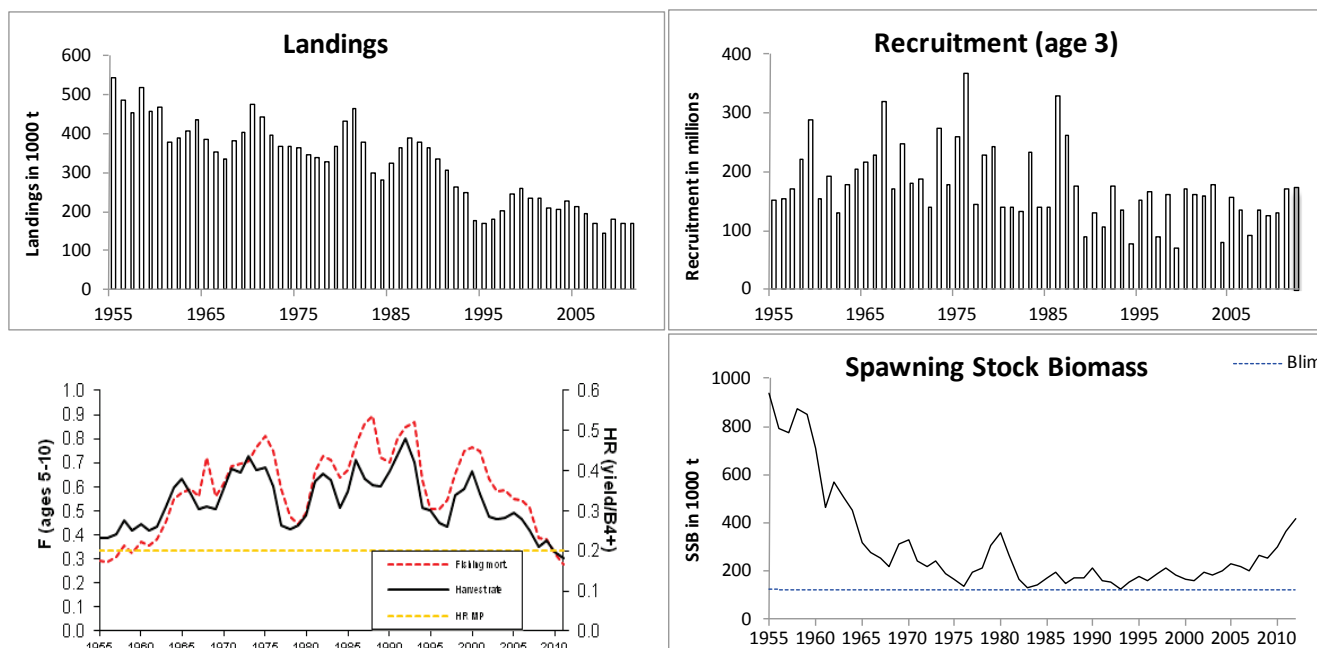 Landings
Landings in 1000 t
600
500
400
300
200
100
0
1955 1965 1975 1985 1995 2005
Recruitment (age 3)
Recruitment in millions
400
300
200
100
0
1955 1965 1975 1985 1995 2005
F (ages 5-10)
1.0
0.9
0.8
0.7
0.6
0.5
0.4
0.3
0.2
0.1
0.0
HR (yield/B4+)
0.6
0.5
0.4
0.3
0.2
0.1
0.0
Fishing mort.
Harvest rate
HR MP
1955 1960 1965 1970 1975 1980 1985 1990 1995 2000 2005 2010
Spawning Stock Biomass
Blim
SSB in 1000 t
1000
800
600
400
200
0
1955 1960 1965 1970 1975 1980 1985 1990 1995 2000 2005 2010